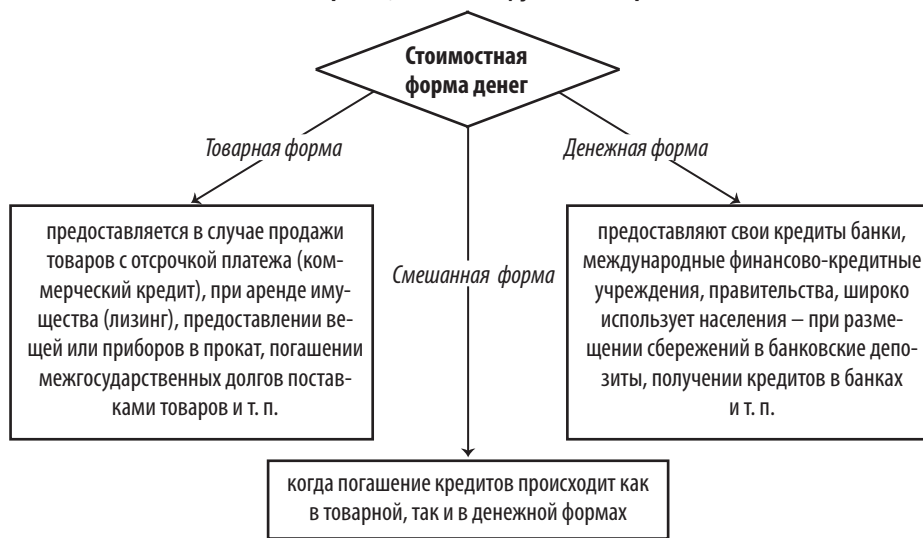 Стоимостная
форма денег
Товарная форма
Денежная форма
Смешанная форма
предоставляется в случае продажи
товаров с отсрочкой платежа (ком-
мерческий кредит), при аренде иму-
щества (лизинг), предоставлении ве-
щей или приборов в прокат, погашении
межгосударственных долгов постав-
ками товаров и т. п.
предоставляют свои кредиты банки,
международные финансово-кредитные
учреждения, правительства, широко
использует населения – при разме-
щении сбережений в банковские депо-
зиты, получении кредитов в банках
и т. п.
когда погашение кредитов происходит как
в товарной, так и в денежной формах